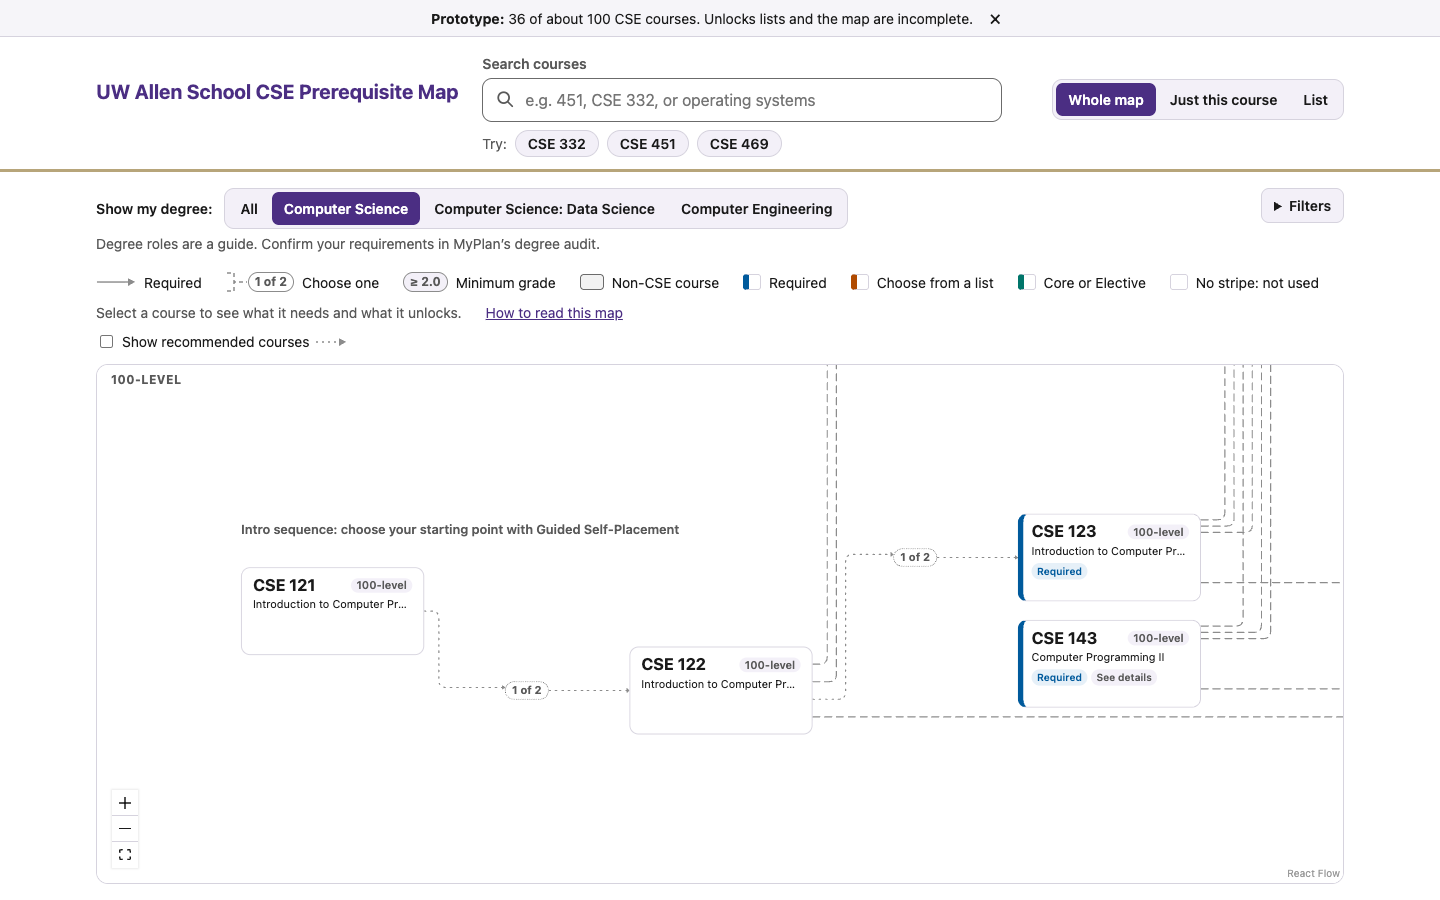 Prototype: 36 of about 100 CSE courses. Unlocks lists and the map are incomplete.
UW Allen School CSE Prerequisite Map
Search courses
e.g. 451, CSE 332, or operating systems
Try: CSE 332 CSE 451 CSE 469
Whole map Just this course List
Show my degree: All Computer Science Computer Science: Data Science Computer Engineering
Filters
Degree roles are a guide. Confirm your requirements in MyPlan’s degree audit.
Required 1 of 2 Choose one ≥ 2.0 Minimum grade Non-CSE course Required Choose from a list Core or Elective No stripe: not used
Select a course to see what it needs and what it unlocks. How to read this map
Show recommended courses
100-LEVEL
Intro sequence: choose your starting point with Guided Self-Placement
CSE 121 100-level
Introduction to Computer Pr...
1 of 2
CSE 122 100-level
Introduction to Computer Pr...
1 of 2
CSE 123 100-level
Introduction to Computer Pr...
Required
CSE 143 100-level
Computer Programming II
Required See details
React Flow